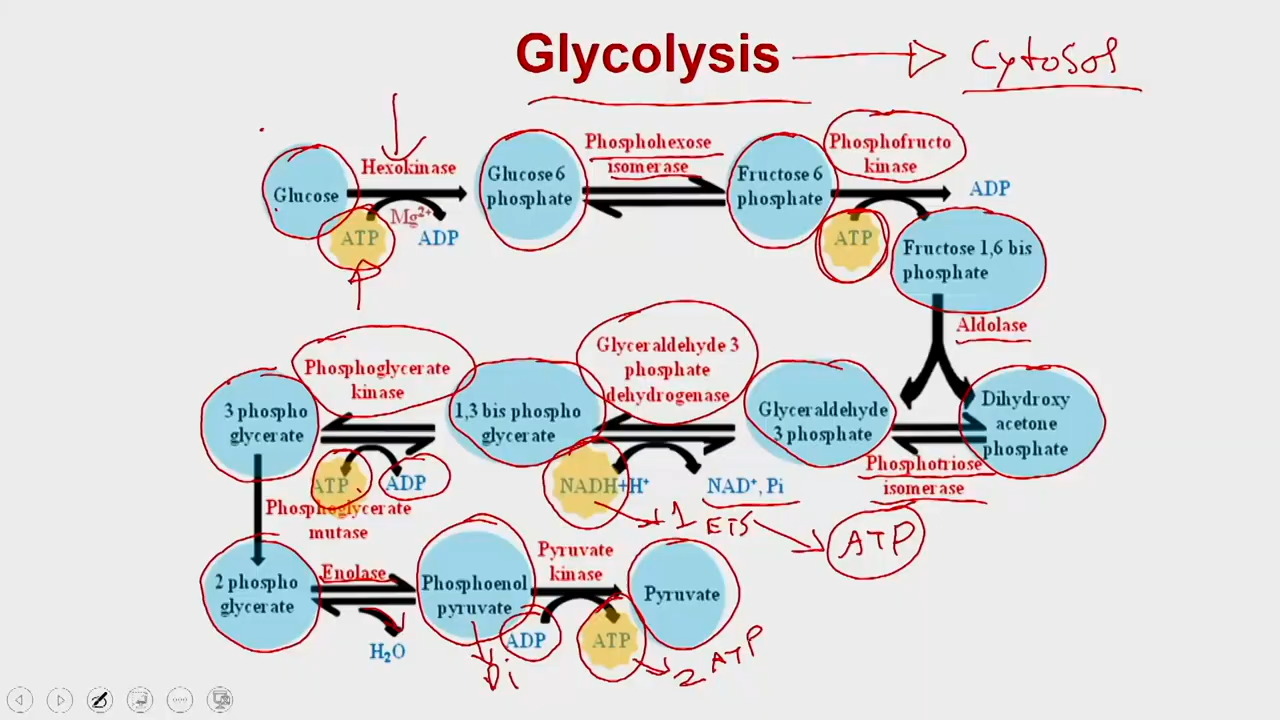 Glycolysis
Cytosol
Glucose
Hexokinase
Mg2+
ATP
ADP
Glucose 6
phosphate
Phosphohexose
isomerase
Fructose 6
phosphate
Phosphofructo
kinase
ATP
ADP
Fructose 1,6 bis
phosphate
Aldolase
3 phospho
glycerate
Phosphoglycerate
kinase
ATP
ADP
1,3 bis phospho
glycerate
Glyceraldehyde 3
phosphate
dehydrogenase
NADH+H+
NAD+, Pi
Glyceraldehyde
3 phosphate
Phosphotriose
isomerase
Dihydroxy
acetone
phosphate
1 ETS
ATP
Phosphoglycerate
mutase
2 phospho
glycerate
Enolase
H2O
Phosphoenol
pyruvate
Pyruvate
kinase
ADP
ATP
Pyruvate
Pi
2 ATP